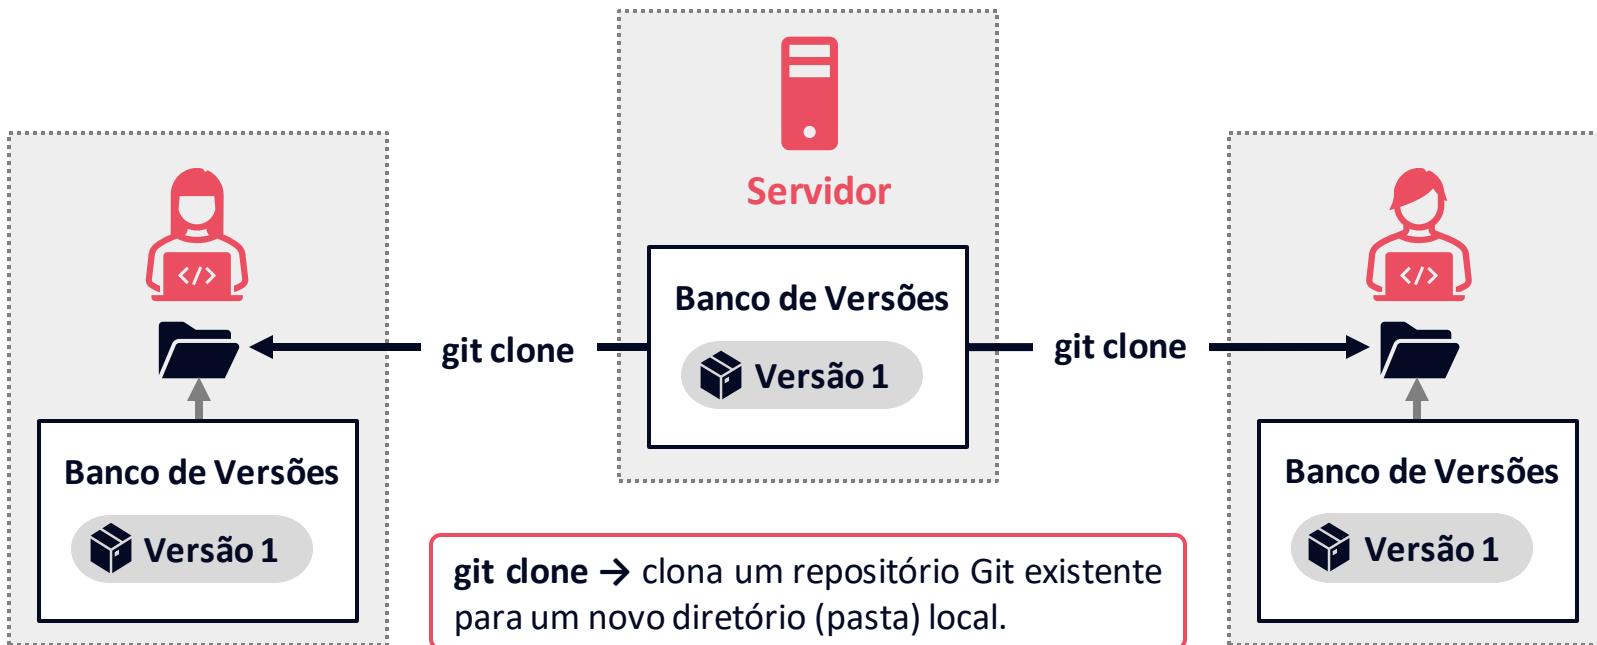 Servidor
</>
</>
Banco de Versões
git clone
git clone
Versão 1
Banco de Versões
Banco de Versões
Versão 1
Versão 1
git clone → clona um repositório Git existente
para um novo diretório (pasta) local.